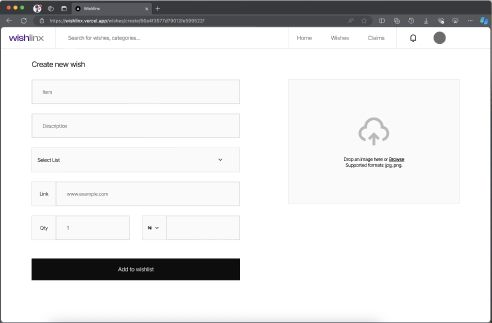 Wishlinx
https://wishlinx.vercel.app/wishes/create/
wishlinx
Search for wishes, categories...
Home
Wishes
Claims
Create new wish
Item
Description
Select List
Link
www.example.com
Qty
1
₦
Add to wishlist
Drop an image here or Browse
Supported formats: jpg, png.